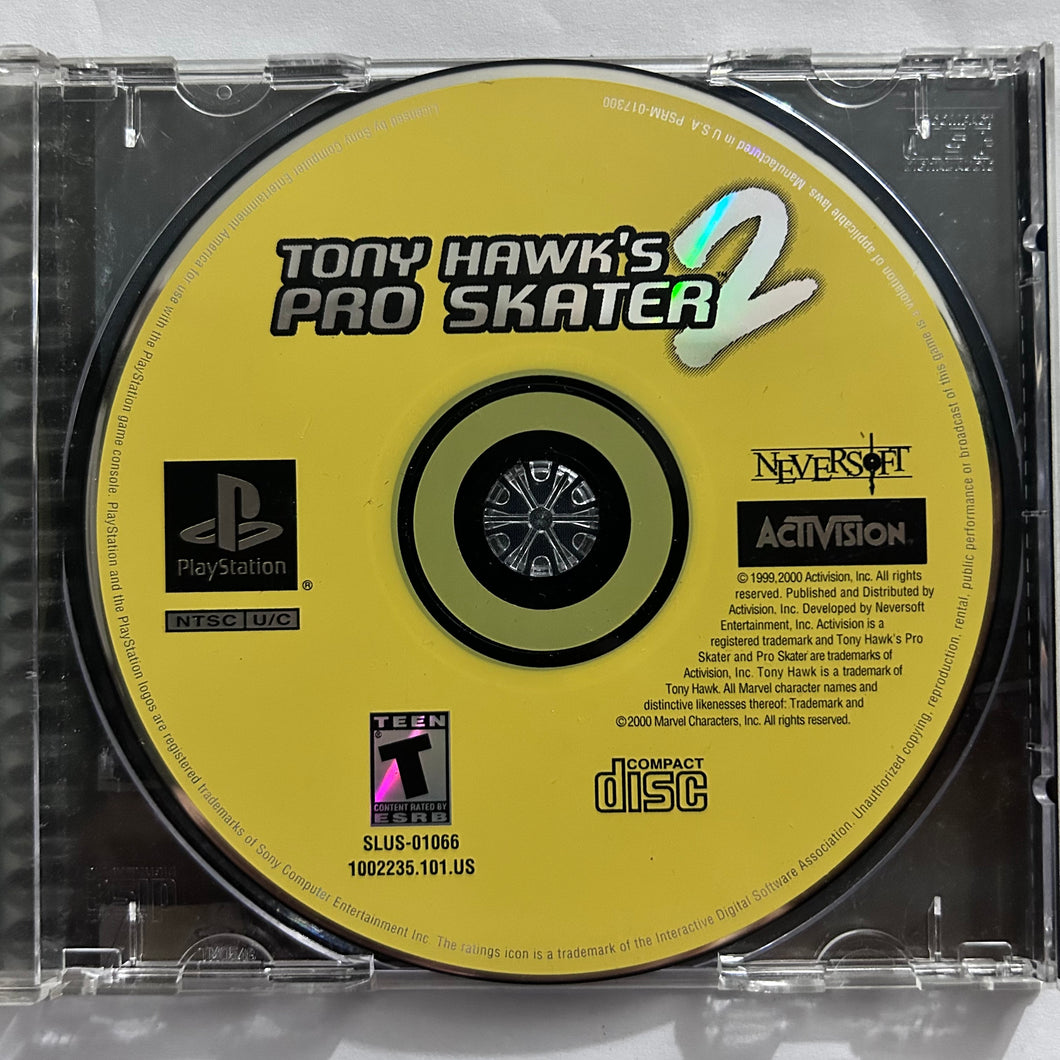 TONY HAWK'S
PRO SKATER™ 2
NEVERSOFT
ACTIVISION.
PlayStation®
NTSC U/C
© 1999,2000 Activision, Inc. All rights
reserved. Published and Distributed by
Activision, Inc. Developed by Neversoft
Entertainment, Inc. Activision is a
registered trademark and Tony Hawk's Pro
Skater and Pro Skater are trademarks of
Activision, Inc. Tony Hawk is a trademark of
Tony Hawk. All Marvel character names and
distinctive likenesses thereof: Trademark and
©2000 Marvel Characters, Inc. All rights reserved.
TEEN
T®
CONTENT RATED BY
ESRB
SLUS-01066
1002235.101.US
COMPACT
disc
Licensed by Sony Computer Entertainment America for use with the PlayStation game console. PlayStation and the PlayStation logos are registered trademarks of Sony Computer Entertainment Inc. The ratings icon is a trademark of the Interactive Digital Software Association. Unauthorized copying, reproduction, rental, public performance or broadcast of this game is a violation of applicable laws. Manufactured in U.S.A. PSRM-017300